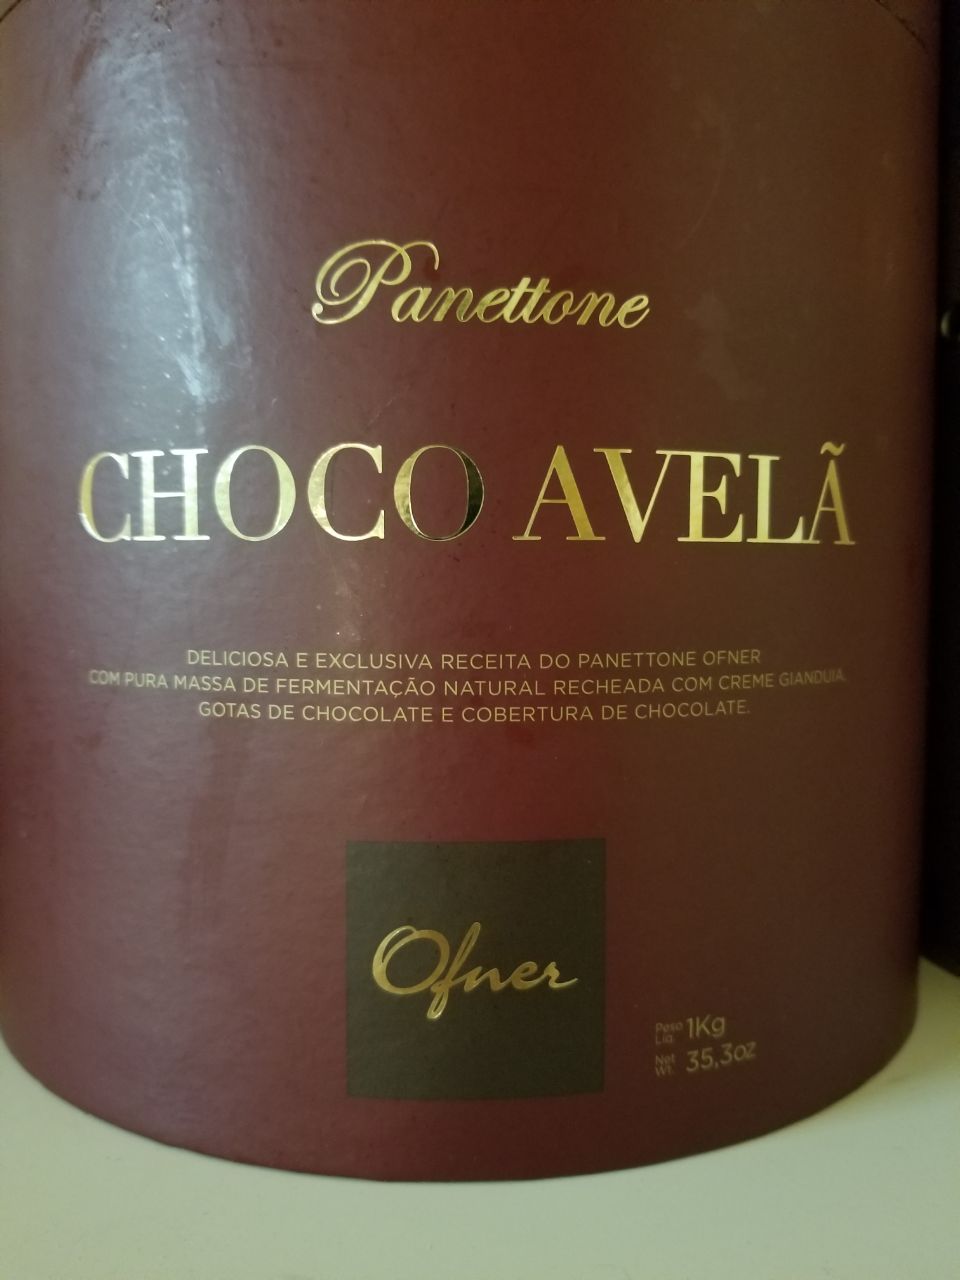 Panettone
CHOCO AVELÃ
DELICIOSA E EXCLUSIVA RECEITA DO PANETTONE OFNER
COM PURA MASSA DE FERMENTAÇÃO NATURAL RECHEADA COM CREME GIANDUIA,
GOTAS DE CHOCOLATE E COBERTURA DE CHOCOLATE.
Ofner
Peso Líq. 1Kg
Net Wt. 35,3oz